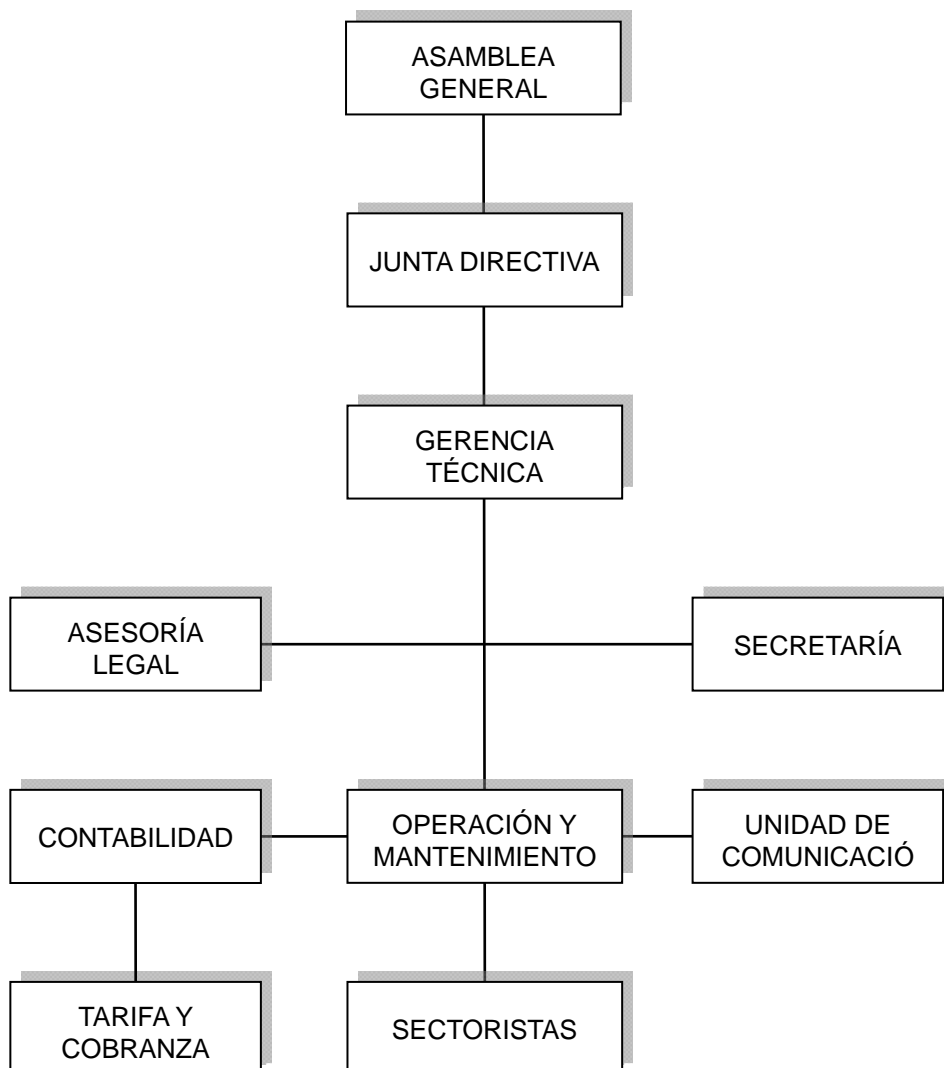 ASAMBLEA
GENERAL
JUNTA DIRECTIVA
GERENCIA
TÉCNICA
ASESORÍA
LEGAL
SECRETARÍA
CONTABILIDAD
OPERACIÓN Y
MANTENIMIENTO
UNIDAD DE
COMUNICACIÓ
TARIFA Y
COBRANZA
SECTORISTAS